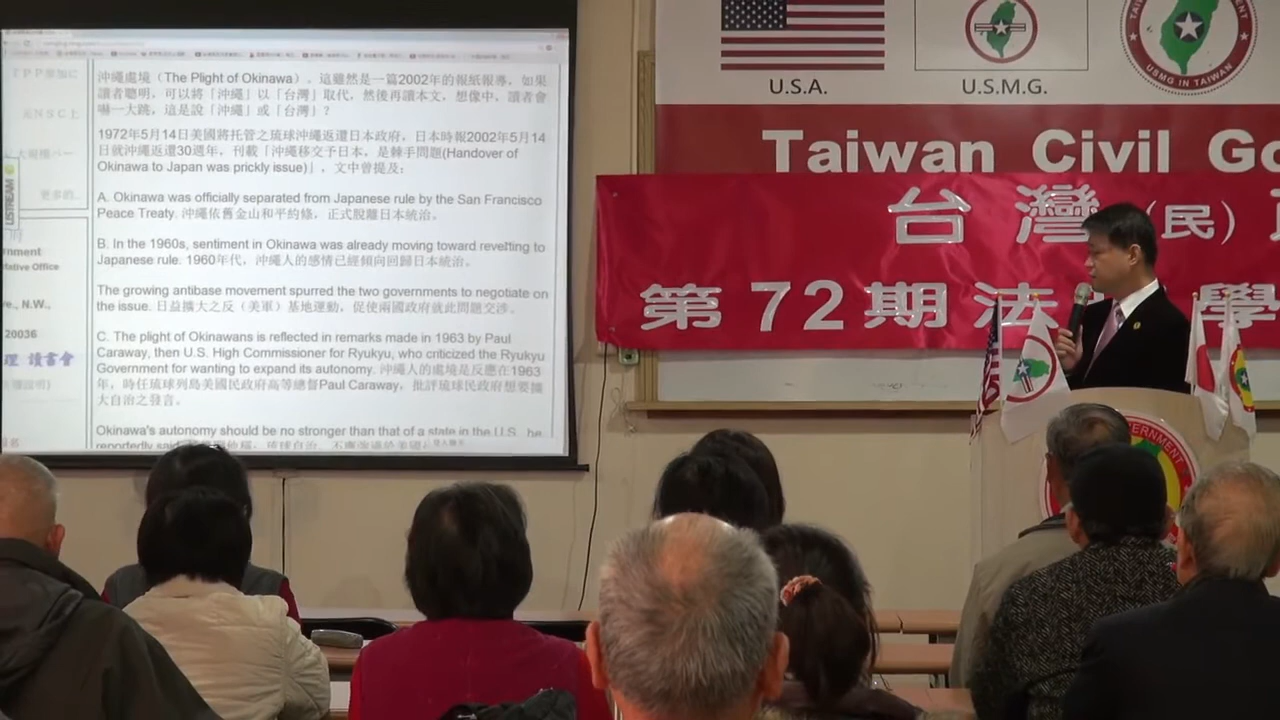 沖繩處境（The Plight of Okinawa）。這雖然是一篇2002年的報紙報導，如果
讀者聰明，可以將「沖繩」以「台灣」取代，然後再讀本文，想像中，讀者會
嚇一大跳，這是說「沖繩」或「台灣」？
1972年5月14日美國將托管之琉球沖繩返還日本政府，日本時報2002年5月14
日就沖繩返還30週年，刊載「沖繩移交予日本，是棘手問題(Handover of
Okinawa to Japan was prickly issue)」，文中曾提及：
A. Okinawa was officially separated from Japanese rule by the San Francisco
Peace Treaty. 沖繩依舊金山和平約條，正式脫離日本統治。
B. In the 1960s, sentiment in Okinawa was already moving toward reverting to
Japanese rule. 1960年代，沖繩人的感情已經傾向回歸日本統治。
The growing antibase movement spurred the two governments to negotiate on
the issue. 日益擴大之反（美軍）基地運動，促使兩國政府就此問題交涉。
C. The plight of Okinawans is reflected in remarks made in 1963 by Paul
Caraway, then U.S. High Commissioner for Ryukyu, who criticized the Ryukyu
Government for wanting to expand its autonomy. 沖繩人的處境是反應在1963
年，時任琉球列島美國民政府高等總督Paul Caraway，批評琉球民政府想要擴
大自治之發言。
Okinawa's autonomy should be no stronger than that of a state in the U.S., he
reportedly said
更多的..
USTREAM
nment
tative Office
ve., N.W.,
20036
理 讀書會
U.S.A.
U.S.M.G.
USMG IN TAIWAN
Taiwan Civil Go
台灣（民）
第72期法 學